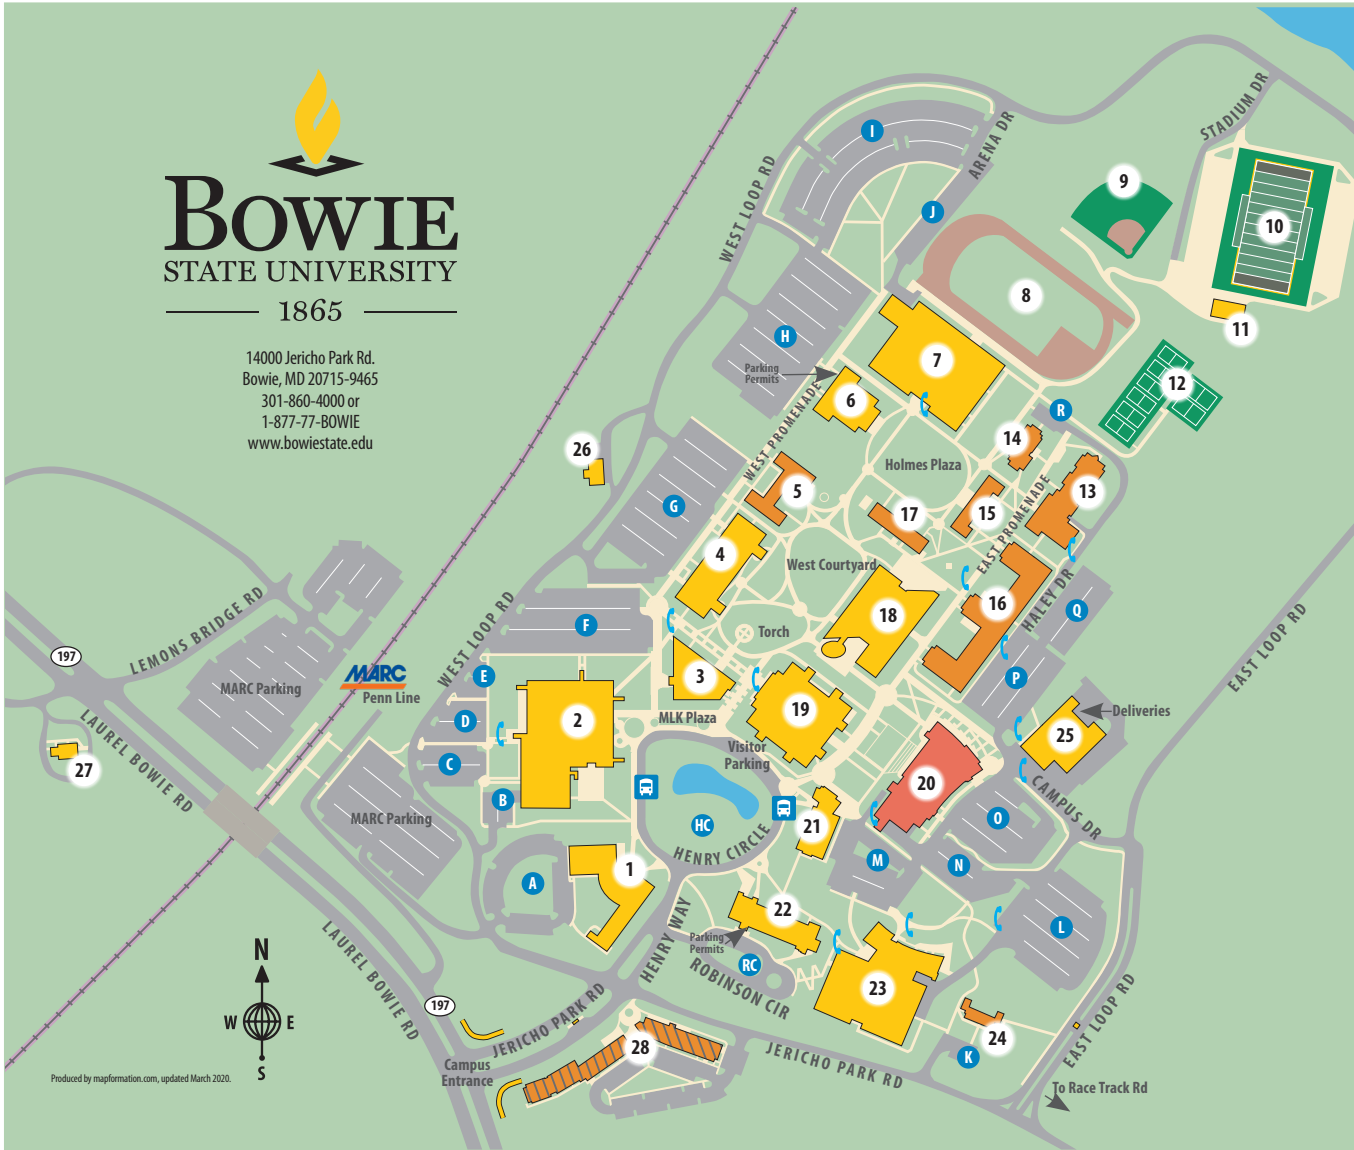 BOWIE
STATE UNIVERSITY
1865
14000 Jericho Park Rd.
Bowie, MD 20715-9465
301-860-4000 or
1-877-77-BOWIE
www.bowiestate.edu
STADIUM DR
ARENA DR
WEST LOOP RD
I
J
9
10
8
11
H
7
Parking
Permits
6
12
R
WEST PROMENADE
14
26
Holmes Plaza
13
5
G
17
15
EAST PROMENADE
4
West Courtyard
16
HALEY DR
Q
18
F
Torch
LEMONS BRIDGE RD
197
WEST LOOP RD
EAST LOOP RD
MARC
Penn Line
MARC Parking
E
3
P
D
2
MLK Plaza
19
Deliveries
25
LAUREL BOWIE RD
27
C
Visitor
Parking
20
CAMPUS DR
B
HC
HENRY CIRCLE
21
O
MARC Parking
M
N
1
A
22
L
HENRY WAY
Parking
Permits
RC
ROBINSON CIR
23
LAUREL BOWIE RD
197
N
W
E
S
JERICHO PARK RD
28
24
K
EAST LOOP RD
JERICHO PARK RD
Campus
Entrance
To Race Track Rd
Produced by mapformation.com, updated March 2020.